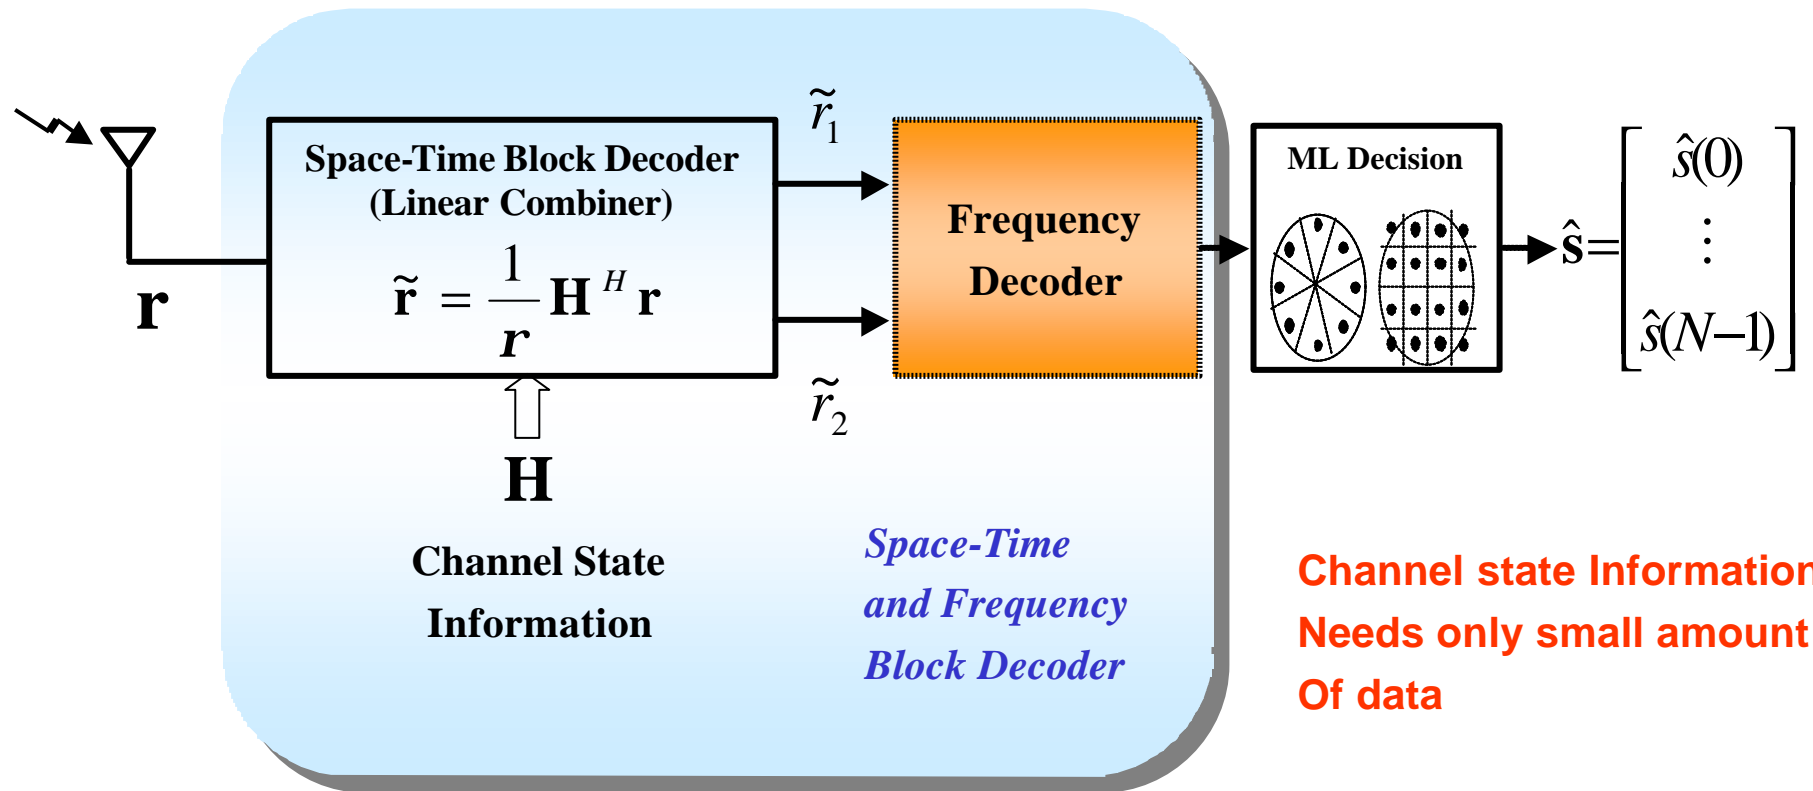 r
Space-Time Block Decoder
(Linear Combiner)
r̃ = 1/r H^H r
H
Channel State
Information
r̃₁
r̃₂
Frequency
Decoder
Space-Time
and Frequency
Block Decoder
ML Decision
ŝ = [ŝ(0) ⋮ ŝ(N−1)]
Channel state Information
Needs only small amount
Of data